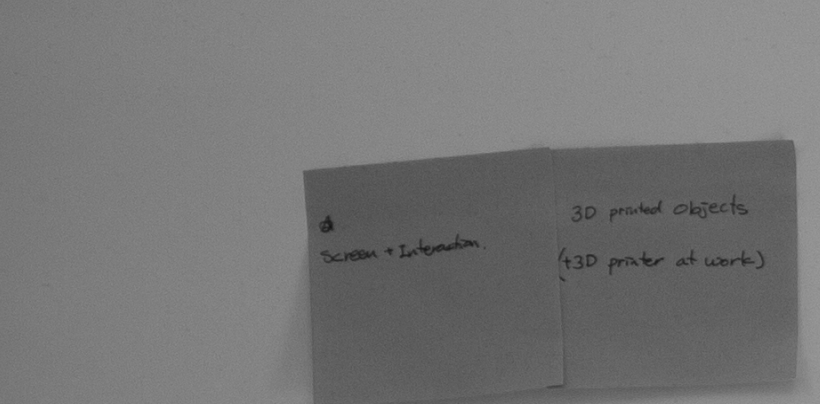 Screen + Interaction.
3D printed objects
(+3D printer at work)